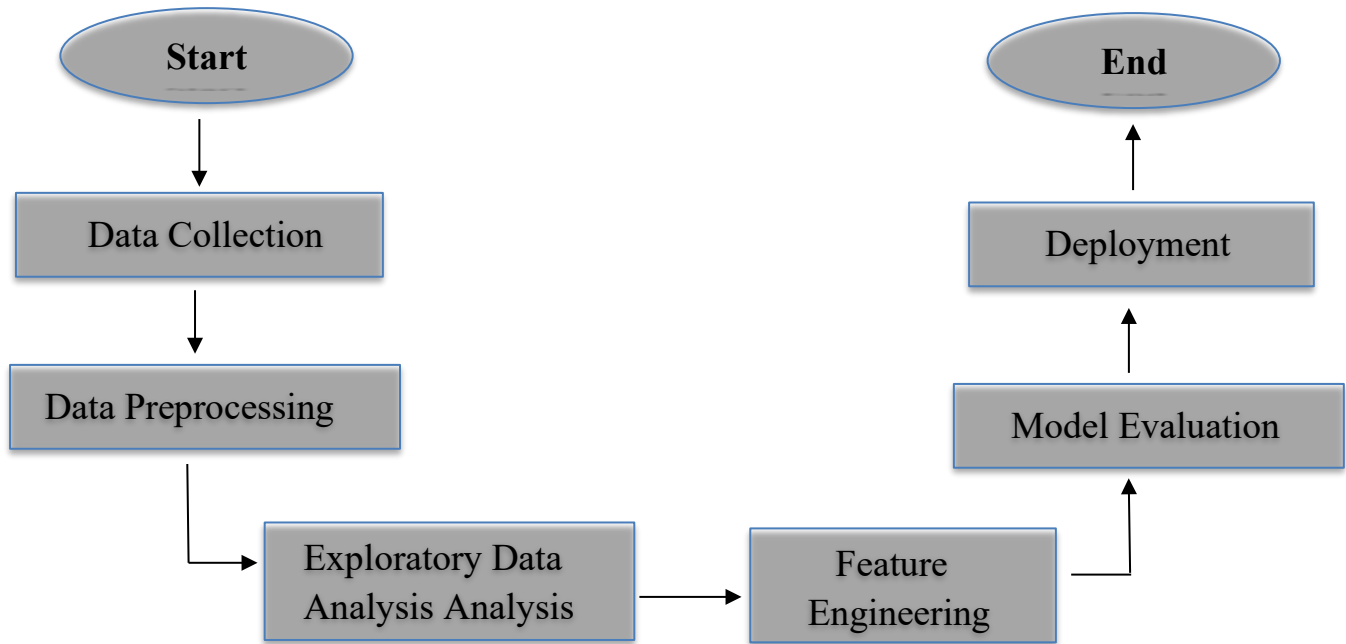 Start
Data Collection
Data Preprocessing
Exploratory Data
Analysis Analysis
Feature
Engineering
Model Evaluation
Deployment
End